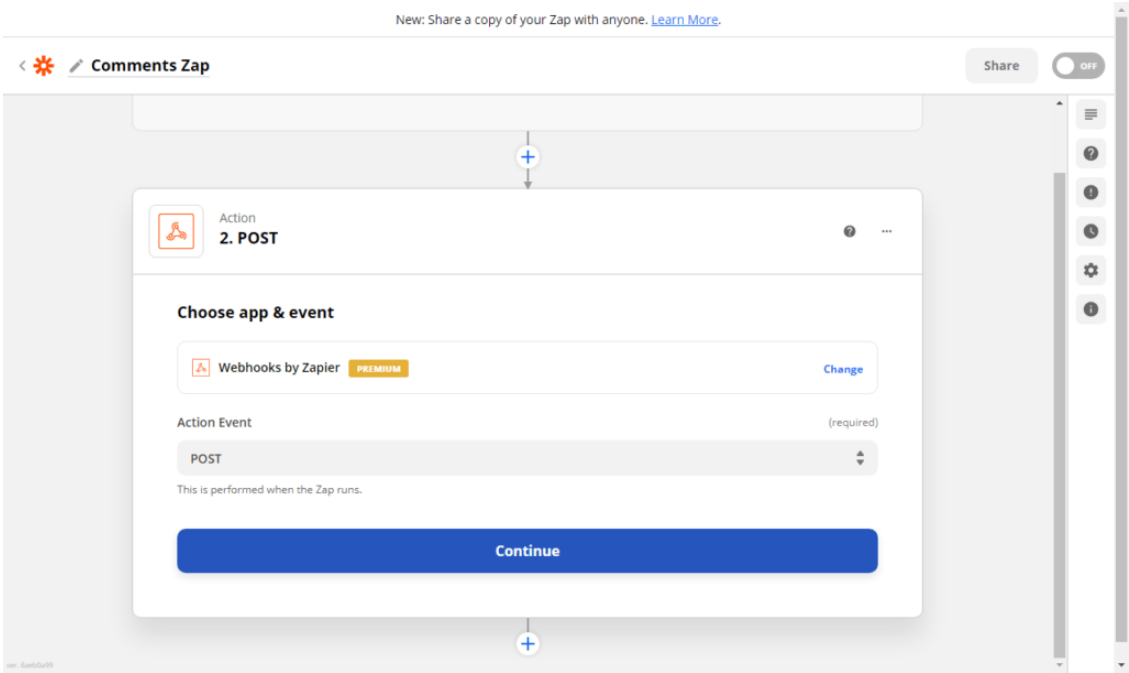 New: Share a copy of your Zap with anyone. Learn More.
Comments Zap
Share
OFF
Action
2. POST
Choose app & event
Webhooks by Zapier PREMIUM
Change
Action Event
(required)
POST
This is performed when the Zap runs.
Continue